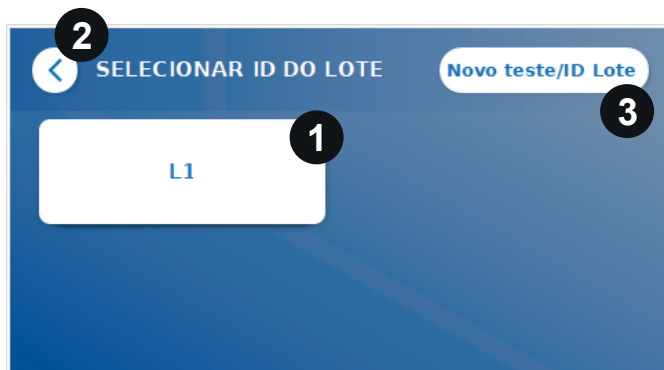 2
SELECIONAR ID DO LOTE
Novo teste/ID Lote
3
1
L1